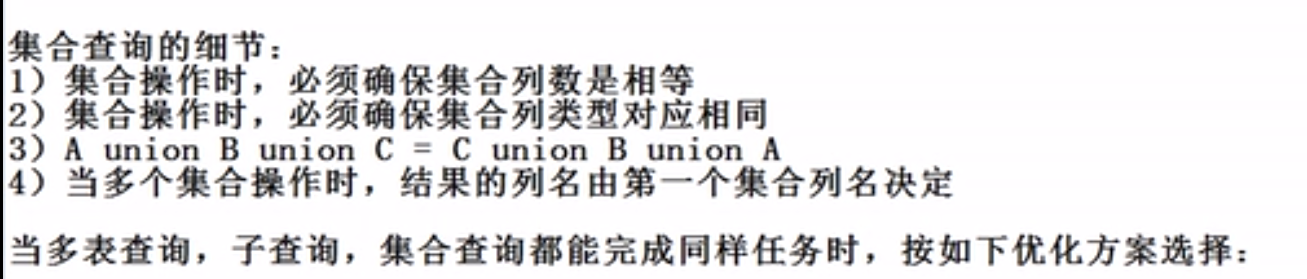 集合查询的细节：
1）集合操作时，必须确保集合列数是相等
2）集合操作时，必须确保集合列类型对应相同
3）A union B union C = C union B union A
4）当多个集合操作时，结果的列名由第一个集合列名决定
当多表查询，子查询，集合查询都能完成同样任务时，按如下优化方案选择：